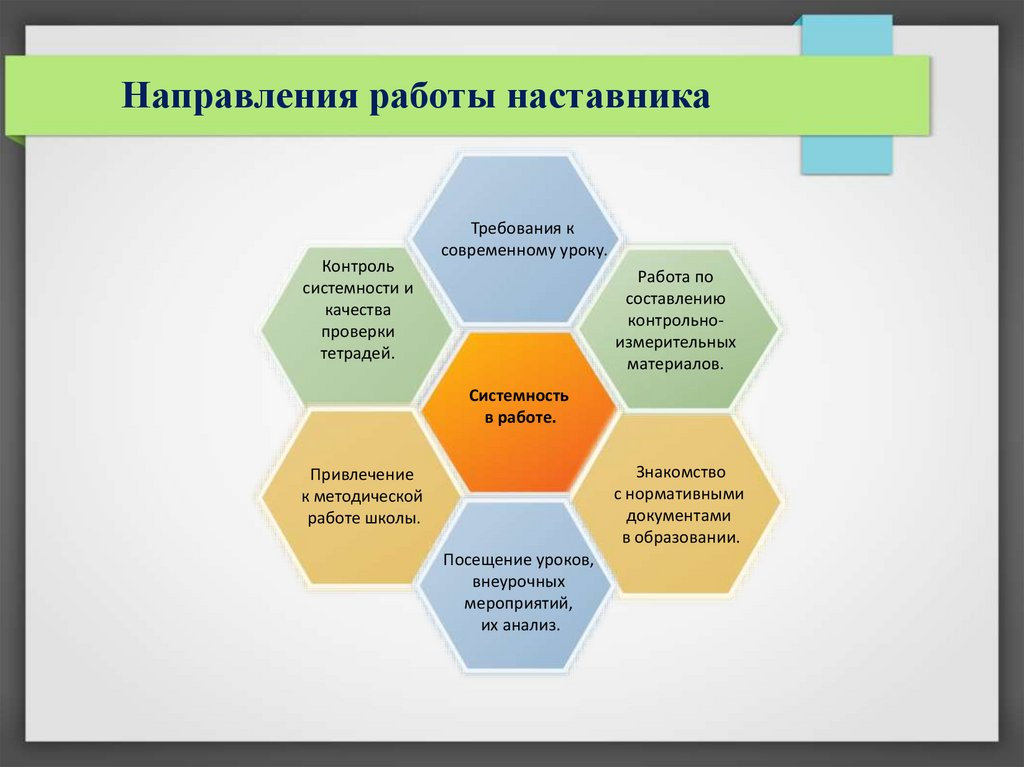 Направления работы наставника
Требования к
современному уроку.
Контроль
системности и
качества
проверки
тетрадей.
Работа по
составлению
контрольно-
измерительных
материалов.
Системность
в работе.
Привлечение
к методической
работе школы.
Знакомство
с нормативными
документами
в образовании.
Посещение уроков,
внеурочных
мероприятий,
их анализ.